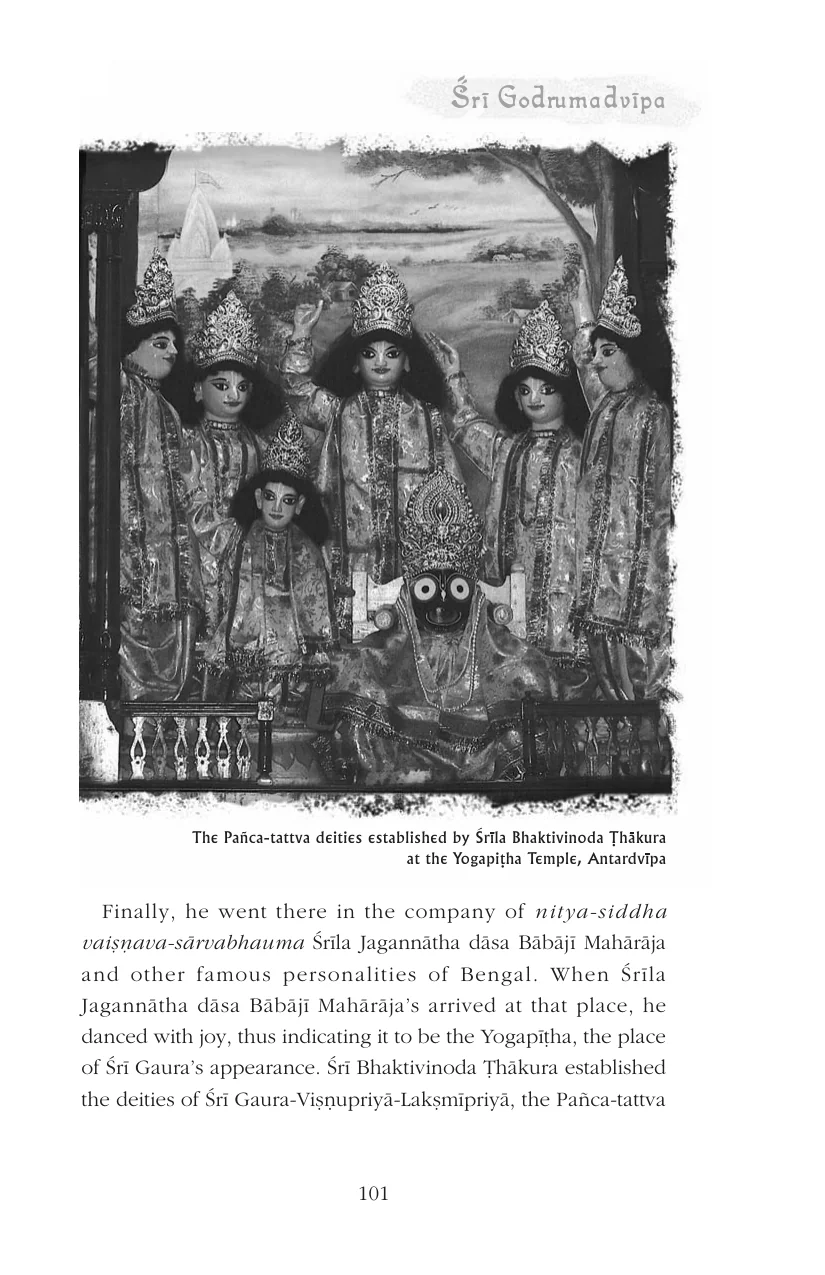 Śrī Godrumadvīpa
The Pañca-tattva deities established by Śrīla Bhaktivinoda Ṭhākura
at the Yogapiṭha Temple, Antardvīpa
Finally, he went there in the company of nitya-siddha
vaiṣṇava-sārvabhauma Śrīla Jagannātha dāsa Bābājī Mahārāja
and other famous personalities of Bengal. When Śrīla
Jagannātha dāsa Bābājī Mahārāja’s arrived at that place, he
danced with joy, thus indicating it to be the Yogapīṭha, the place
of Śrī Gaura’s appearance. Śrī Bhaktivinoda Ṭhākura established
the deities of Śrī Gaura-Viṣṇupriyā-Lakṣmīpriyā, the Pañca-tattva
101